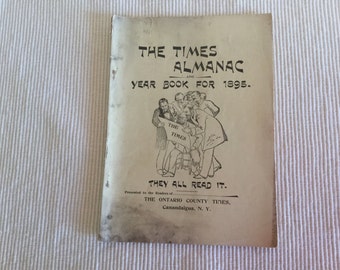 THE TIMES
ALMANAC
AND
YEAR BOOK FOR 1895.
THE
TIMES
THEY ALL READ IT.
Presented to the Readers of
THE ONTARIO COUNTY TIMES,
Canandaigua, N. Y.